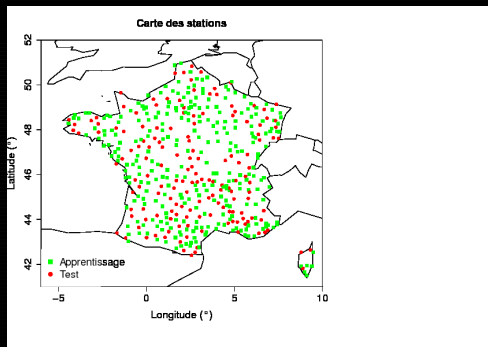 Carte des stations
52
50
48
46
44
42
Latitude (°)
Apprentissage
Test
-5
0
5
10
Longitude (°)